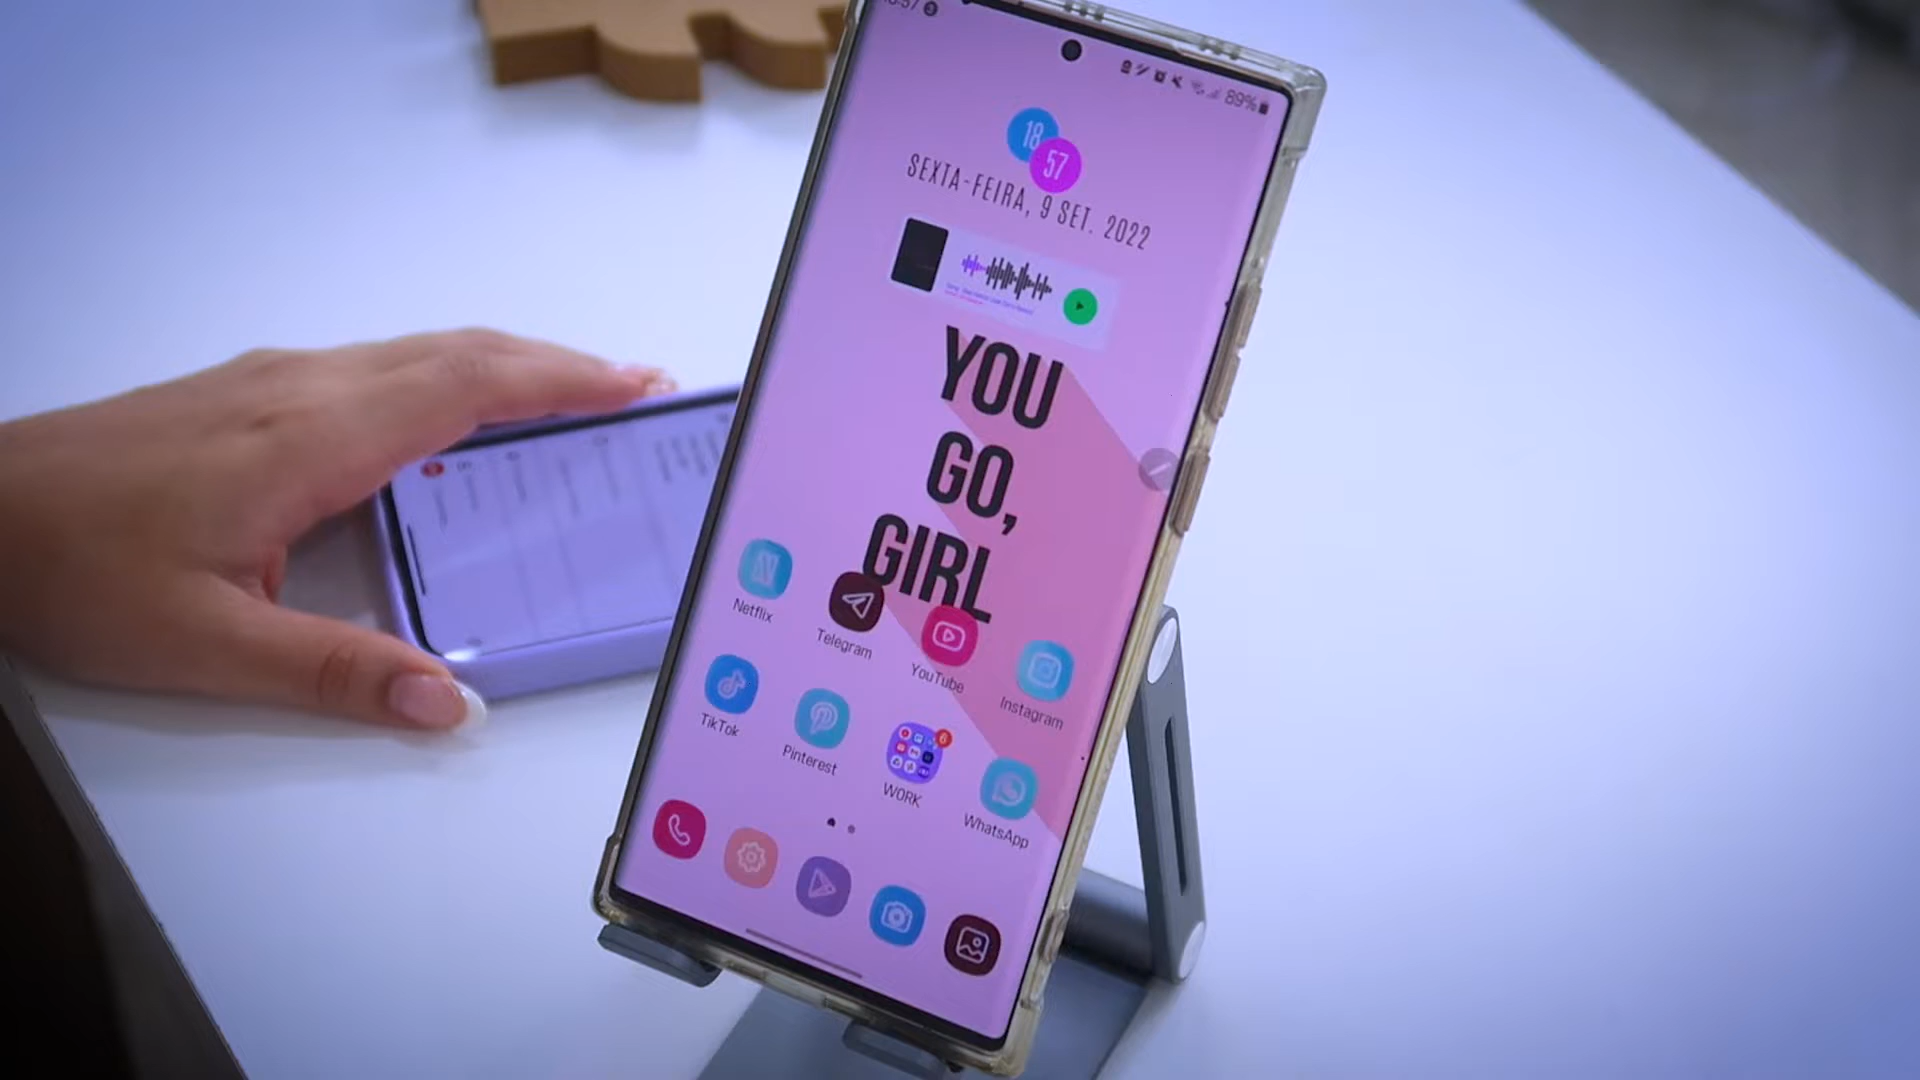 89%
18
57
SEXTA-FEIRA, 9 SET. 2022
YOU
GO,
GIRL
Netflix
Telegram
YouTube
Instagram
TikTok
Pinterest
6
WORK
WhatsApp